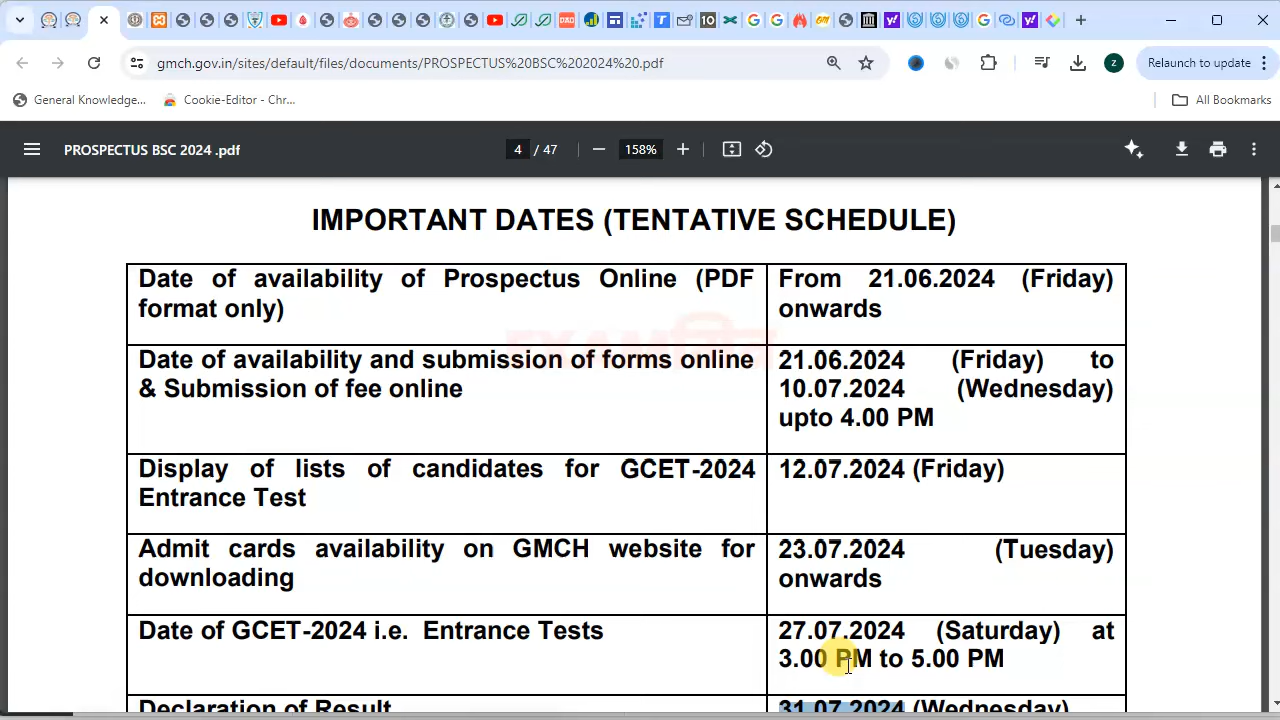 gmch.gov.in/sites/default/files/documents/PROSPECTUS%20BSC%202024%20.pdf
Relaunch to update
General Knowledge...
Cookie-Editor - Chr...
All Bookmarks
PROSPECTUS BSC 2024 .pdf
4 / 47
158%
IMPORTANT DATES (TENTATIVE SCHEDULE)
Date of availability of Prospectus Online (PDF
format only)
From 21.06.2024 (Friday)
onwards
Date of availability and submission of forms online
& Submission of fee online
21.06.2024 (Friday) to
10.07.2024 (Wednesday)
upto 4.00 PM
Display of lists of candidates for GCET-2024
Entrance Test
12.07.2024 (Friday)
Admit cards availability on GMCH website for
downloading
23.07.2024 (Tuesday)
onwards
Date of GCET-2024 i.e. Entrance Tests
27.07.2024 (Saturday) at
3.00 PM to 5.00 PM
Declaration of Result
31.07.2024 (Wednesday)